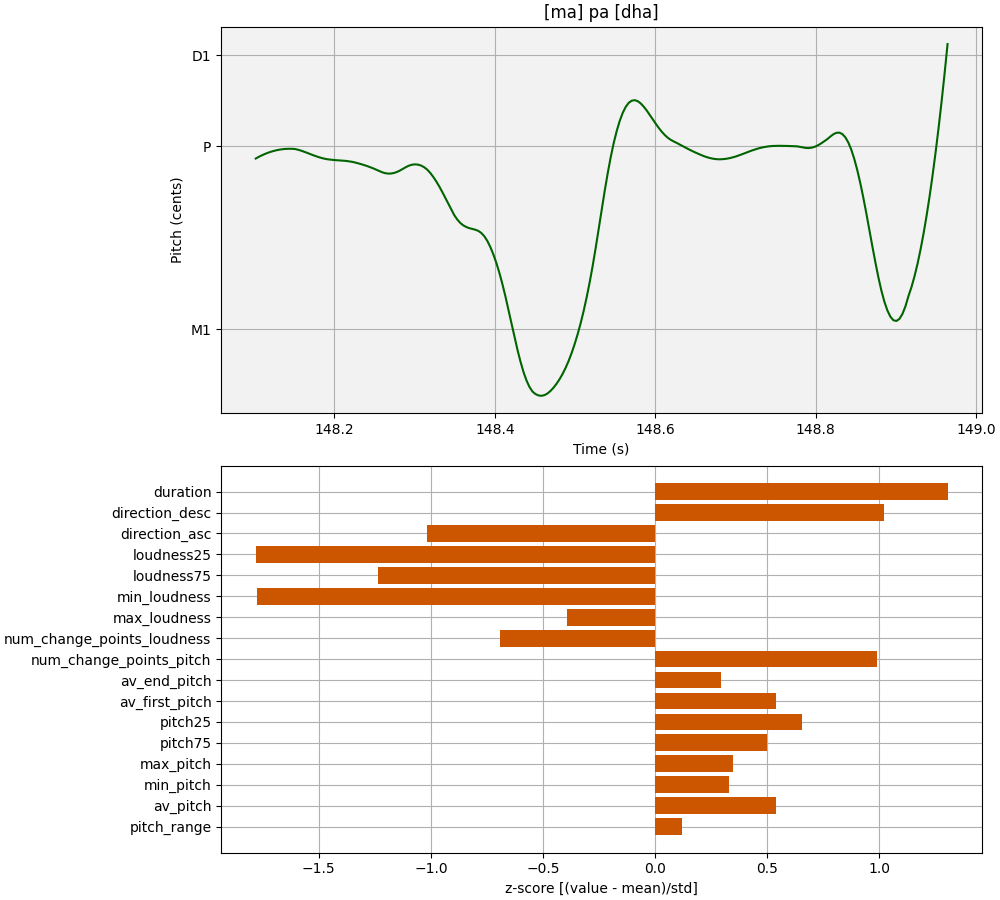 [ma] pa [dha]
D1
P
M1
Pitch (cents)
148.2 148.4 148.6 148.8 149.0
Time (s)
duration
direction_desc
direction_asc
loudness25
loudness75
min_loudness
max_loudness
num_change_points_loudness
num_change_points_pitch
av_end_pitch
av_first_pitch
pitch25
pitch75
max_pitch
min_pitch
av_pitch
pitch_range
−1.5 −1.0 −0.5 0.0 0.5 1.0
z-score [(value - mean)/std]